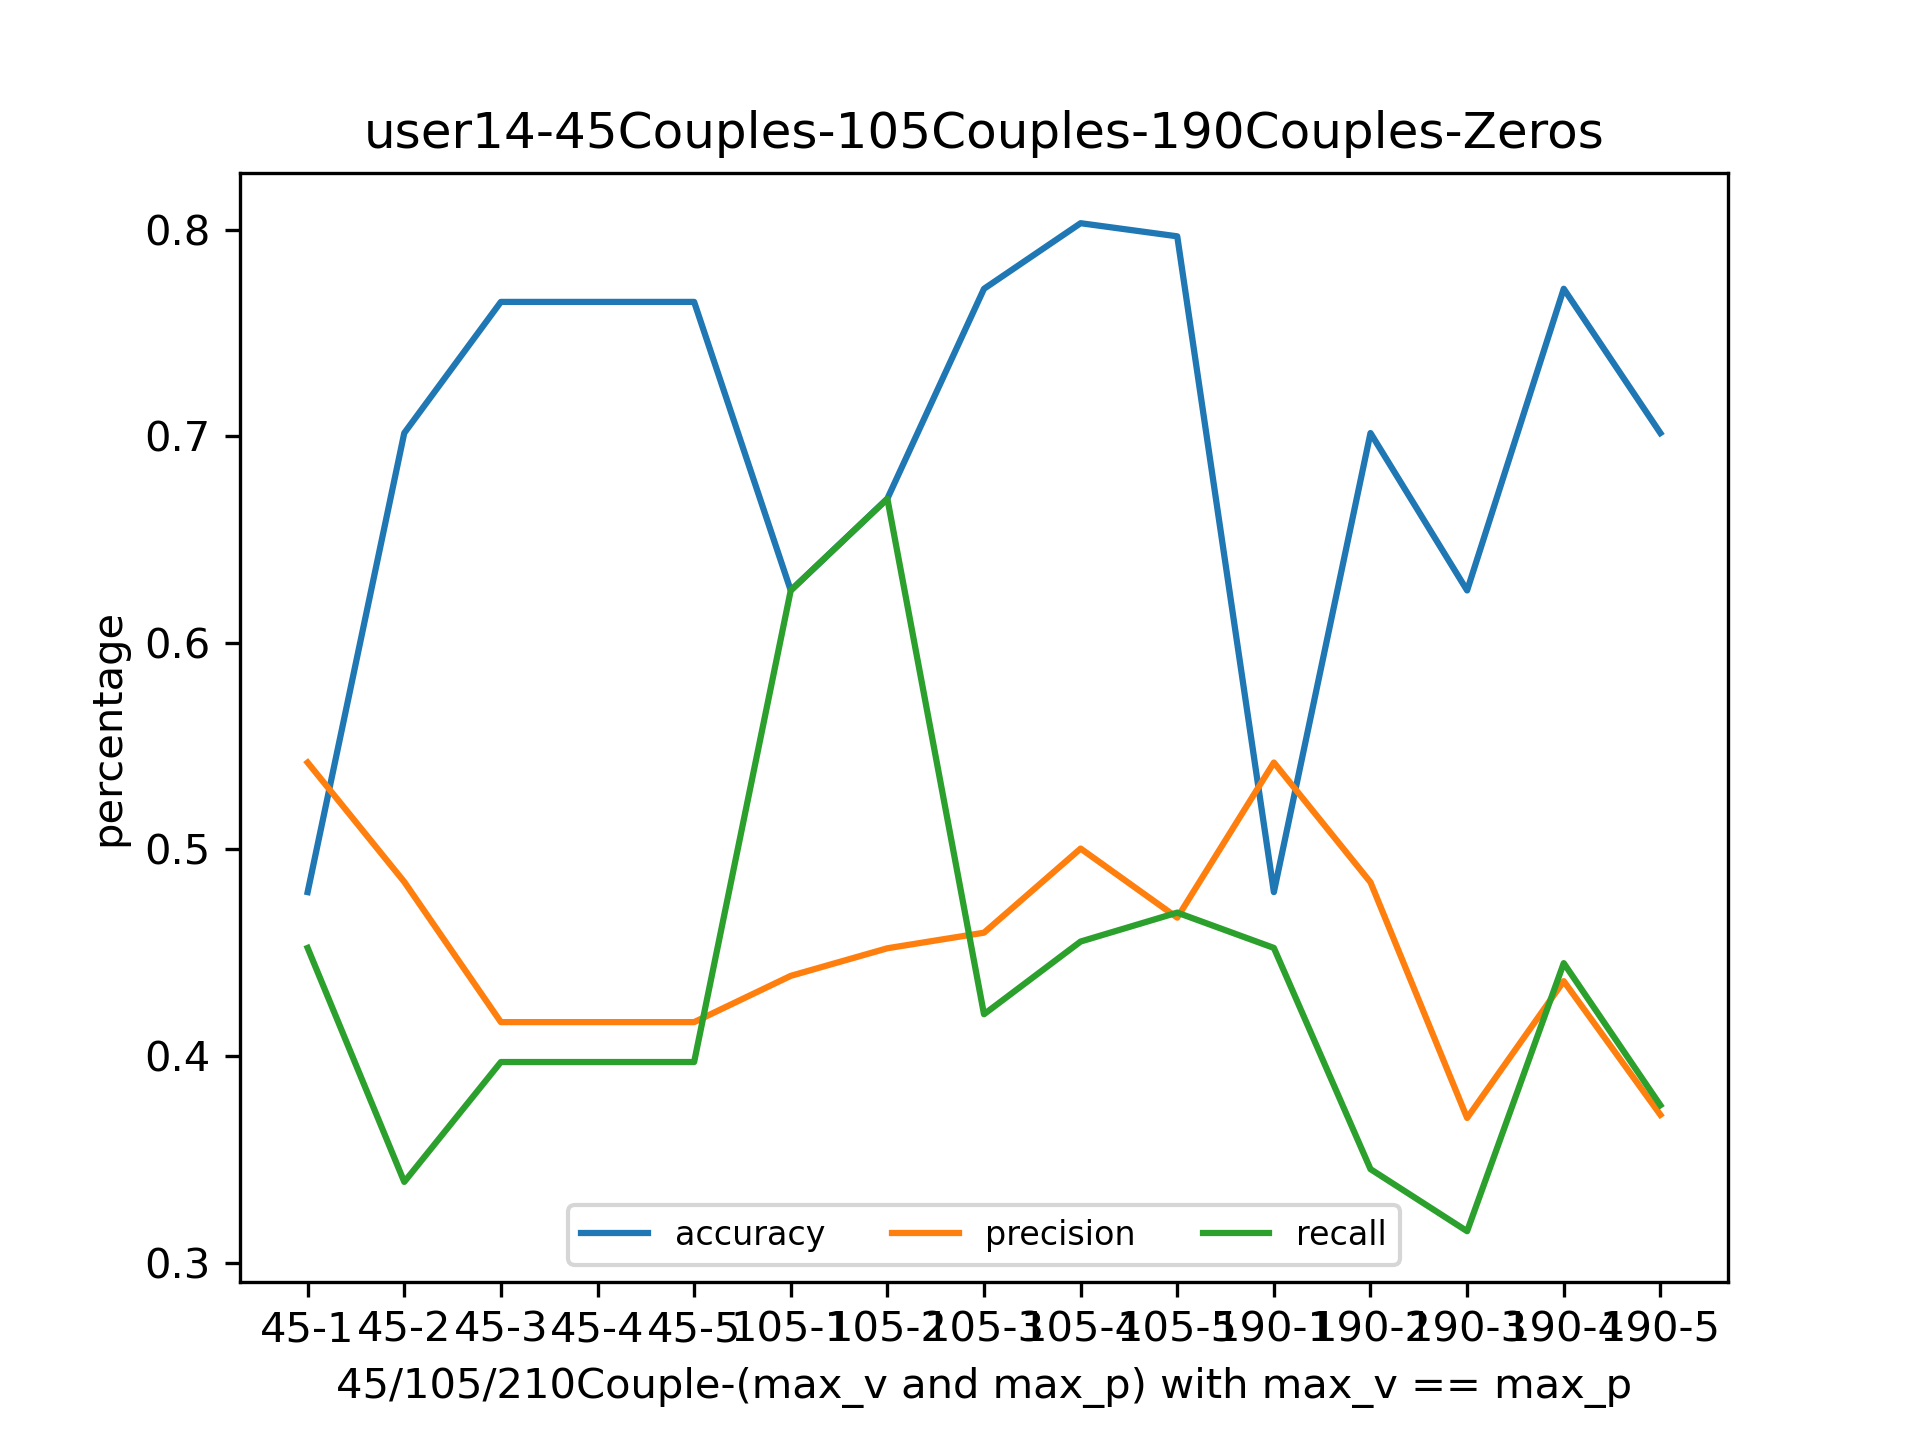 user14-45Couples-105Couples-190Couples-Zeros
percentage
0.8
0.7
0.6
0.5
0.4
0.3
accuracy precision recall
45-1 45-2 45-3 45-4 45-5 105-1 105-2 105-3 105-4 105-5 190-1 190-2 190-3 190-4 190-5
45/105/210Couple-(max_v and max_p) with max_v == max_p